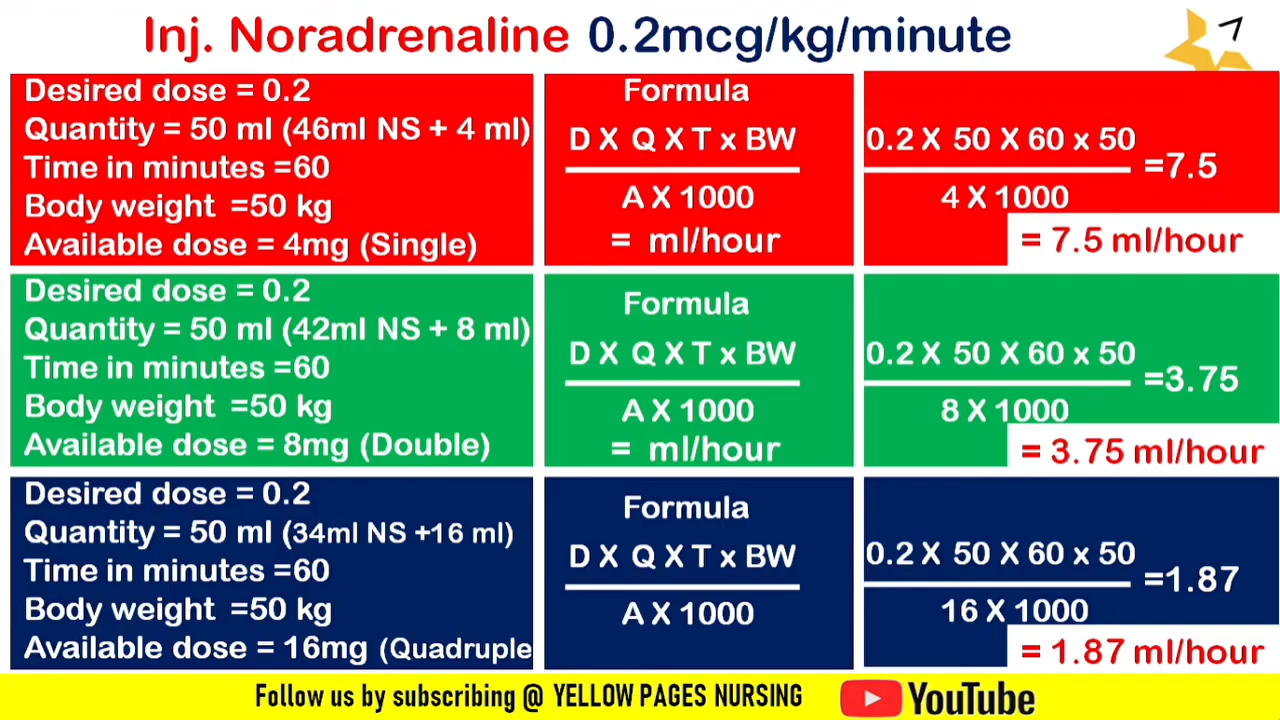 Inj. Noradrenaline 0.2mcg/kg/minute
7
Desired dose = 0.2
Quantity = 50 ml (46ml NS + 4 ml)
Time in minutes =60
Body weight =50 kg
Available dose = 4mg (Single)
Formula
D X Q X T x BW
A X 1000
= ml/hour
0.2 X 50 X 60 x 50
4 X 1000
=7.5
= 7.5 ml/hour
Desired dose = 0.2
Quantity = 50 ml (42ml NS + 8 ml)
Time in minutes =60
Body weight =50 kg
Available dose = 8mg (Double)
Formula
D X Q X T x BW
A X 1000
= ml/hour
0.2 X 50 X 60 x 50
8 X 1000
=3.75
= 3.75 ml/hour
Desired dose = 0.2
Quantity = 50 ml (34ml NS +16 ml)
Time in minutes =60
Body weight =50 kg
Available dose = 16mg (Quadruple
Formula
D X Q X T x BW
A X 1000
0.2 X 50 X 60 x 50
16 X 1000
=1.87
= 1.87 ml/hour
Follow us by subscribing @ YELLOW PAGES NURSING
YouTube